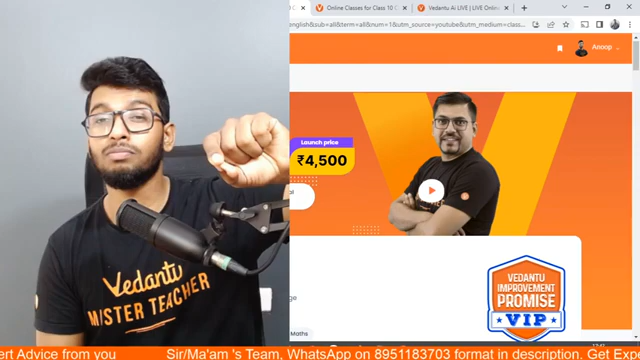 Online Classes for Class 10 C
Vedantu Ai LIVE | LIVE Online
english&sub=all&term=all&num=1&utm_source=youtube&utm_medium=class...
Anoop
Launch price
₹4,500
Vedantu
MISTER TEACHER
VEDANTU
IMPROVEMENT
PROMISE
VIP
Maths
ert Advice from you Sir/Ma'am 's Team, WhatsApp on 8951183703 format in description. Get Exp